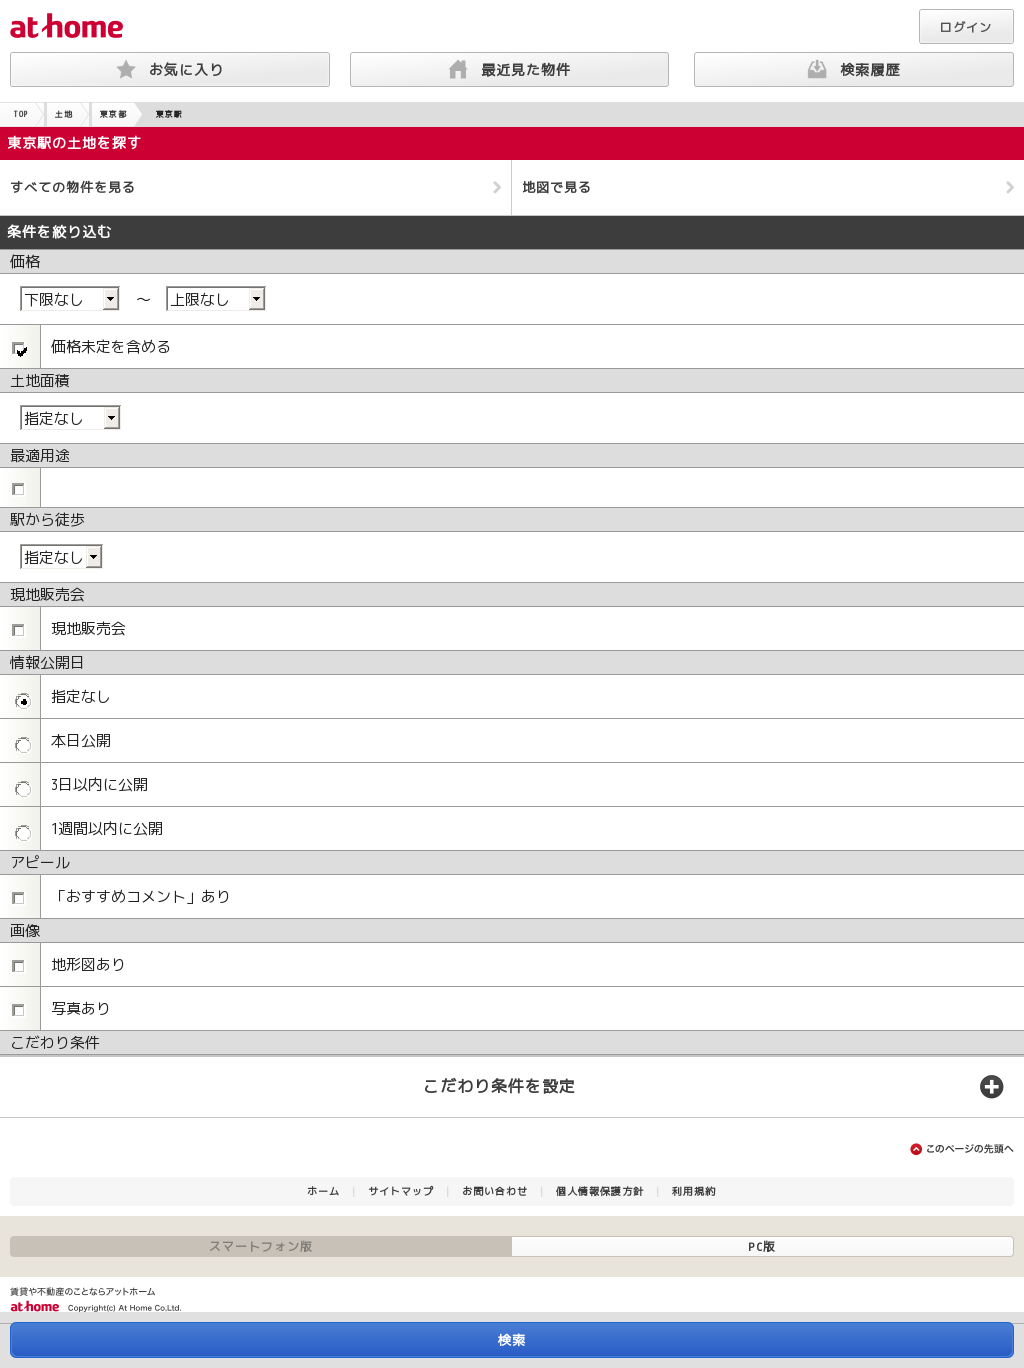 at home
ログイン
お気に入り 最近見た物件 検索履歴
TOP 土地 東京都 東京駅
東京駅の土地を探す
すべての物件を見る 地図で見る
条件を絞り込む
価格
下限なし ～ 上限なし
価格未定を含める
土地面積
指定なし
最適用途
駅から徒歩
指定なし
現地販売会
現地販売会
情報公開日
指定なし
本日公開
3日以内に公開
1週間以内に公開
アピール
「おすすめコメント」あり
画像
地形図あり
写真あり
こだわり条件
こだわり条件を設定
このページの先頭へ
ホーム | サイトマップ | お問い合わせ | 個人情報保護方針 | 利用規約
スマートフォン版 PC版
賃貸や不動産のことならアットホーム
at home Copyright(c) At Home Co.Ltd.
検索